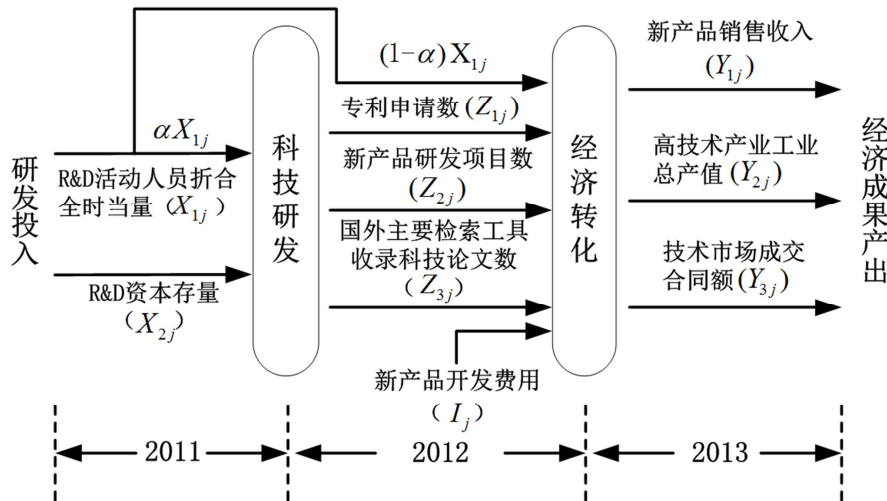 研发投入
αX₁ⱼ
R&D活动人员折合
全时当量（X₁ⱼ）
R&D资本存量
（X₂ⱼ）
科技研发
(1-α)X₁ⱼ
专利申请数(Z₁ⱼ)
新产品研发项目数
(Z₂ⱼ)
国外主要检索工具
收录科技论文数
（Z₃ⱼ）
新产品开发费用
（Iⱼ）
经济转化
新产品销售收入
(Y₁ⱼ)
高技术产业工业
总产值(Y₂ⱼ)
技术市场成交
合同额(Y₃ⱼ)
经济成果产出
2011
2012
2013